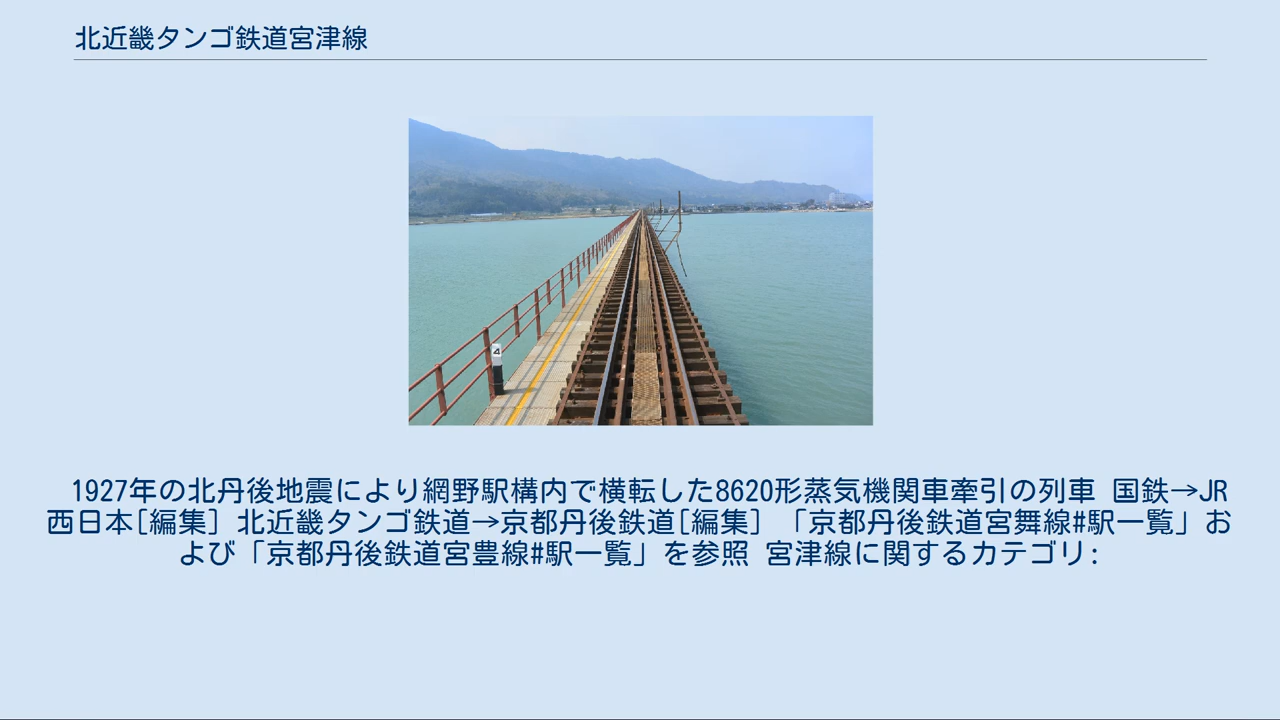 北近畿タンゴ鉄道宮津線
4
1927年の北丹後地震により網野駅構内で横転した8620形蒸気機関車牽引の列車 国鉄→JR
西日本[編集] 北近畿タンゴ鉄道→京都丹後鉄道[編集] 「京都丹後鉄道宮舞線#駅一覧」お
よび「京都丹後鉄道宮豊線#駅一覧」を参照 宮津線に関するカテゴリ: